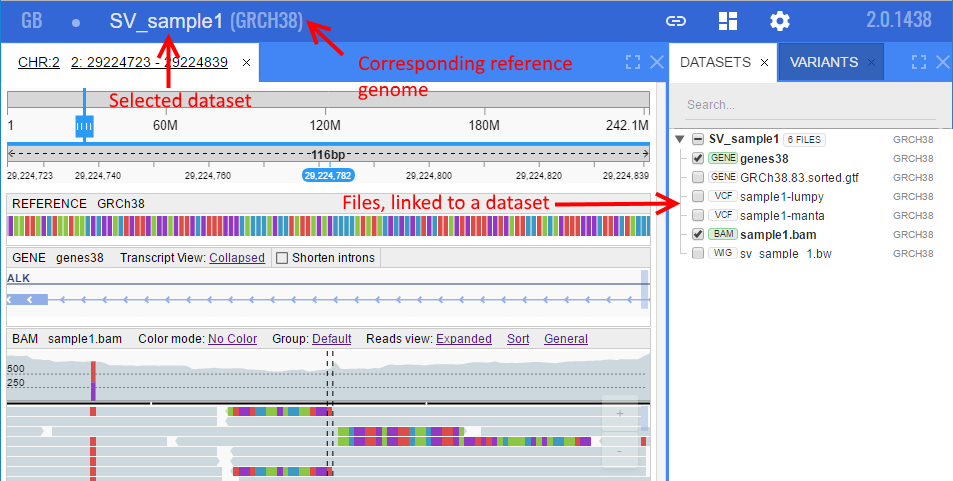 GB SV_sample1 (GRCH38) 2.0.1438
CHR:2 2: 29224723 - 29224839 ×
Corresponding reference
genome
Selected dataset
DATASETS × VARIANTS ×
Search...
1 60M 120M 180M 242.1M
116bp
29,224,723 29,224,740 29,224,760 29,224,782 29,224,800 29,224,820 29,224,839
SV_sample1 6 FILES GRCH38
GENE genes38 GRCH38
GENE GRCh38.83.sorted.gtf GRCH38
VCF sample1-lumpy GRCH38
VCF sample1-manta GRCH38
BAM sample1.bam GRCH38
WIG sv_sample_1.bw GRCH38
Files, linked to a dataset
REFERENCE GRCh38
GENE genes38 Transcript View: Collapsed Shorten introns
ALK
BAM sample1.bam Color mode: No Color Group: Default Reads view: Expanded Sort General
500
250
+
-